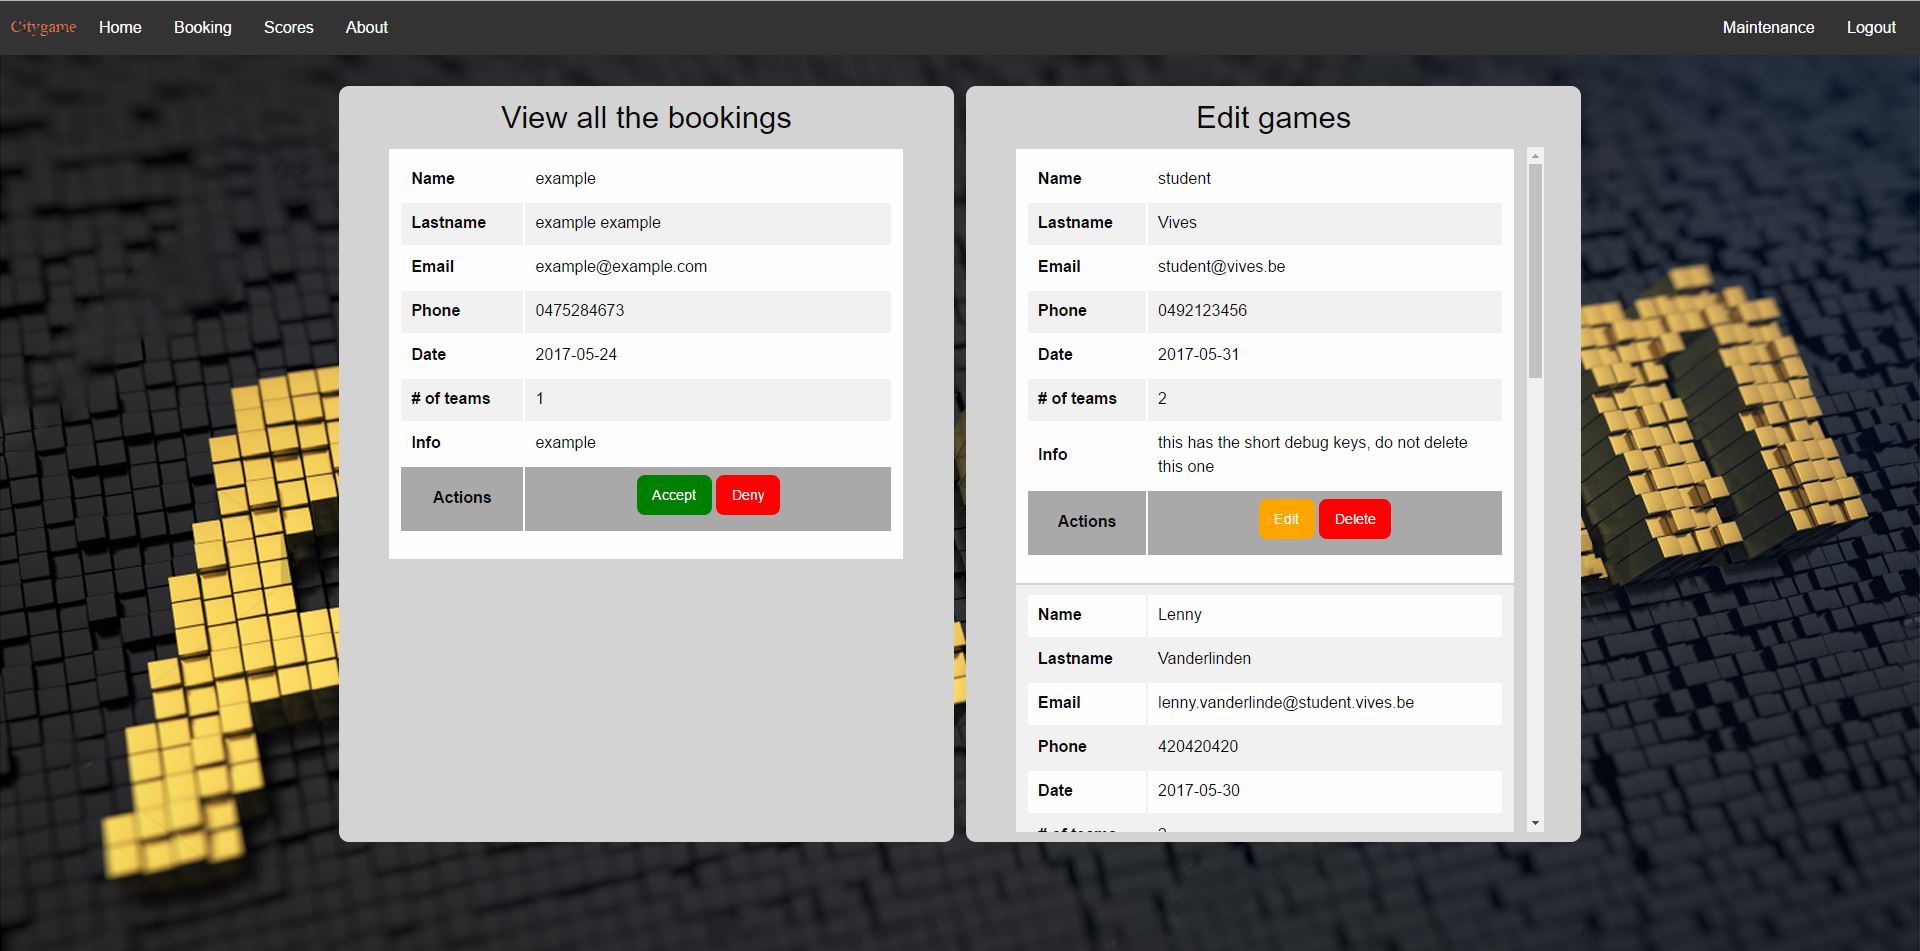 Citygame Home Booking Scores About Maintenance Logout
View all the bookings
Name example
Lastname example example
Email example@example.com
Phone 0475284673
Date 2017-05-24
# of teams 1
Info example
Actions Accept Deny
Edit games
Name student
Lastname Vives
Email student@vives.be
Phone 0492123456
Date 2017-05-31
# of teams 2
Info this has the short debug keys, do not delete
this one
Actions Edit Delete
Name Lenny
Lastname Vanderlinden
Email lenny.vanderlinde@student.vives.be
Phone 420420420
Date 2017-05-30
# of teams